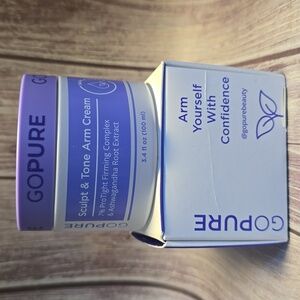 GOPURE
GOPURE
Sculpt & Tone Arm Cream
7% ProTight Firming Complex
& Ashwagandha Root Extract
3.4 fl oz (100 ml)
Arm
Yourself
With
Confidence
@gopurebeauty
GOPURE